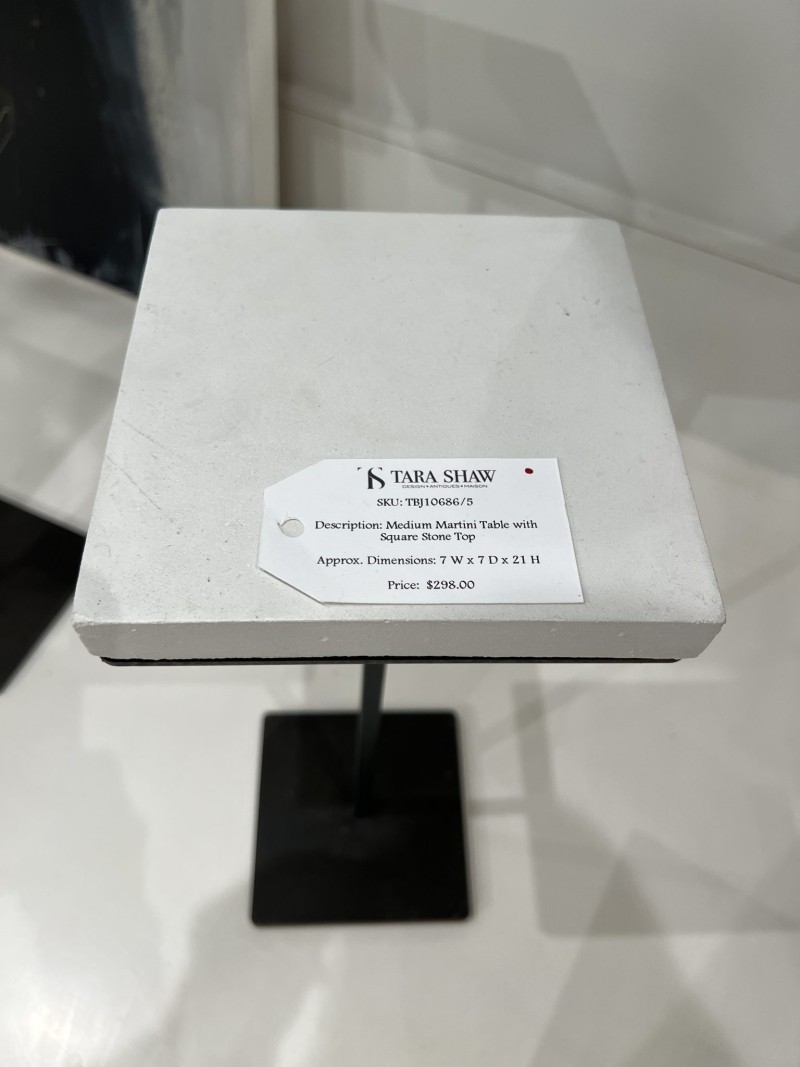 TS TARA SHAW
DESIGN • ANTIQUES • MAISON
SKU: TBJ10686/5
Description: Medium Martini Table with
Square Stone Top
Approx. Dimensions: 7 W x 7 D x 21 H
Price: $298.00